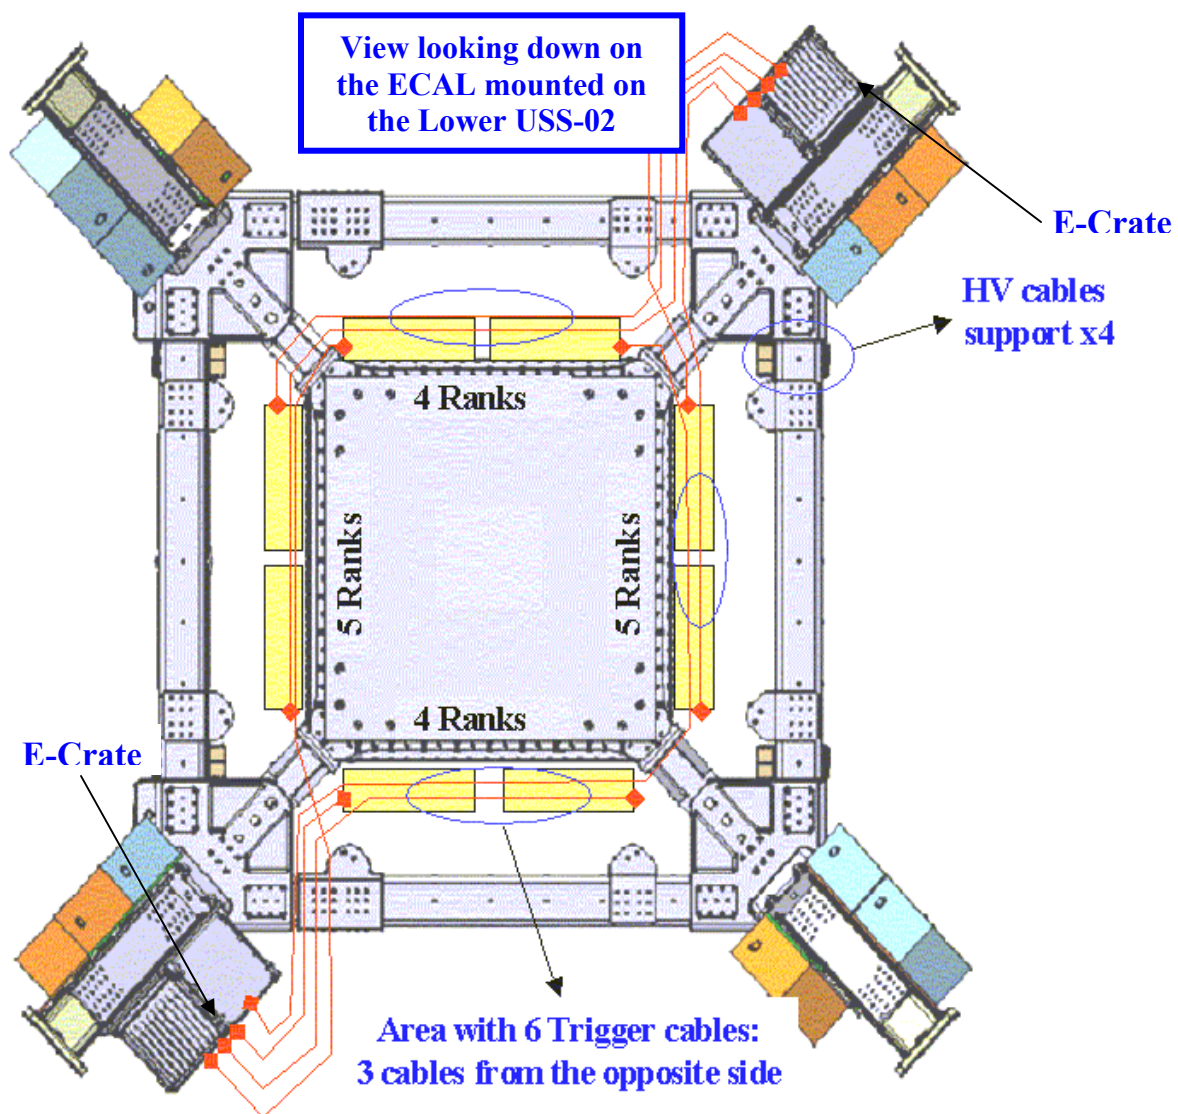 View looking down on
the ECAL mounted on
the Lower USS-02
E-Crate
HV cables
support x4
4 Ranks
5 Ranks
5 Ranks
4 Ranks
E-Crate
Area with 6 Trigger cables:
3 cables from the opposite side